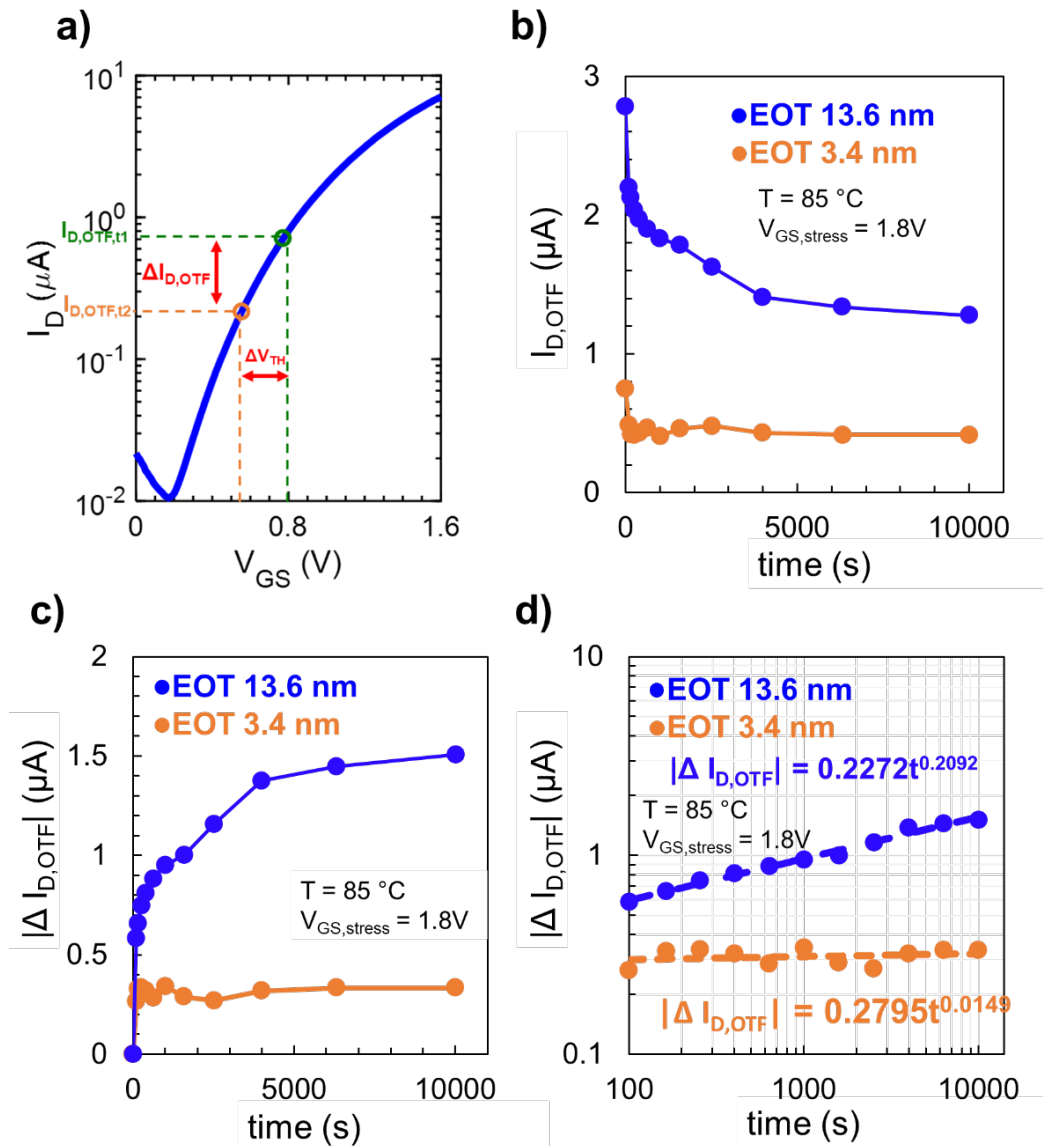 a)
10¹
10⁰
10⁻¹
10⁻²
I_D (μA)
I_D,OTF,t1
ΔI_D,OTF
I_D,OTF,t2
ΔV_TH
0
0.8
1.6
V_GS (V)
b)
3
2
1
0
I_D,OTF (μA)
EOT 13.6 nm
EOT 3.4 nm
T = 85 °C
V_GS,stress = 1.8V
0
5000
10000
time (s)
c)
2
1.5
1
0.5
0
|Δ I_D,OTF| (μA)
EOT 13.6 nm
EOT 3.4 nm
T = 85 °C
V_GS,stress = 1.8V
0
5000
10000
time (s)
d)
10
1
0.1
|Δ I_D,OTF| (μA)
EOT 13.6 nm
EOT 3.4 nm
|Δ I_D,OTF| = 0.2272t^0.2092
T = 85 °C
V_GS,stress = 1.8V
|Δ I_D,OTF| = 0.2795t^0.0149
100
1000
10000
time (s)